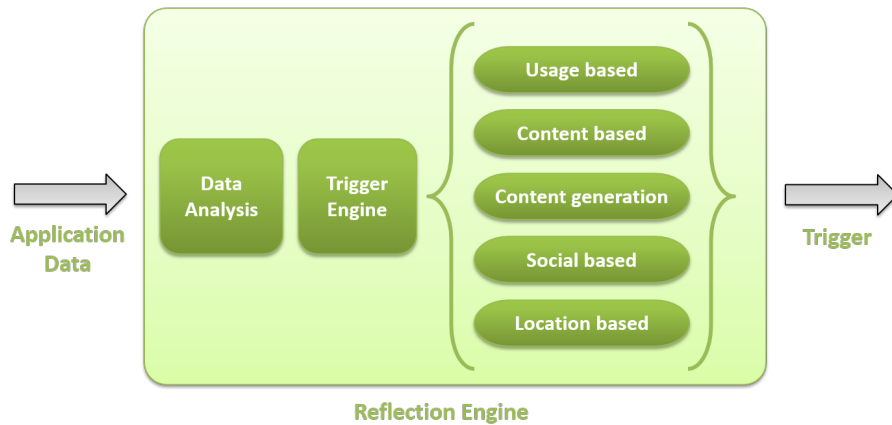 Application
Data
Data
Analysis
Trigger
Engine
Usage based
Content based
Content generation
Social based
Location based
Trigger
Reflection Engine